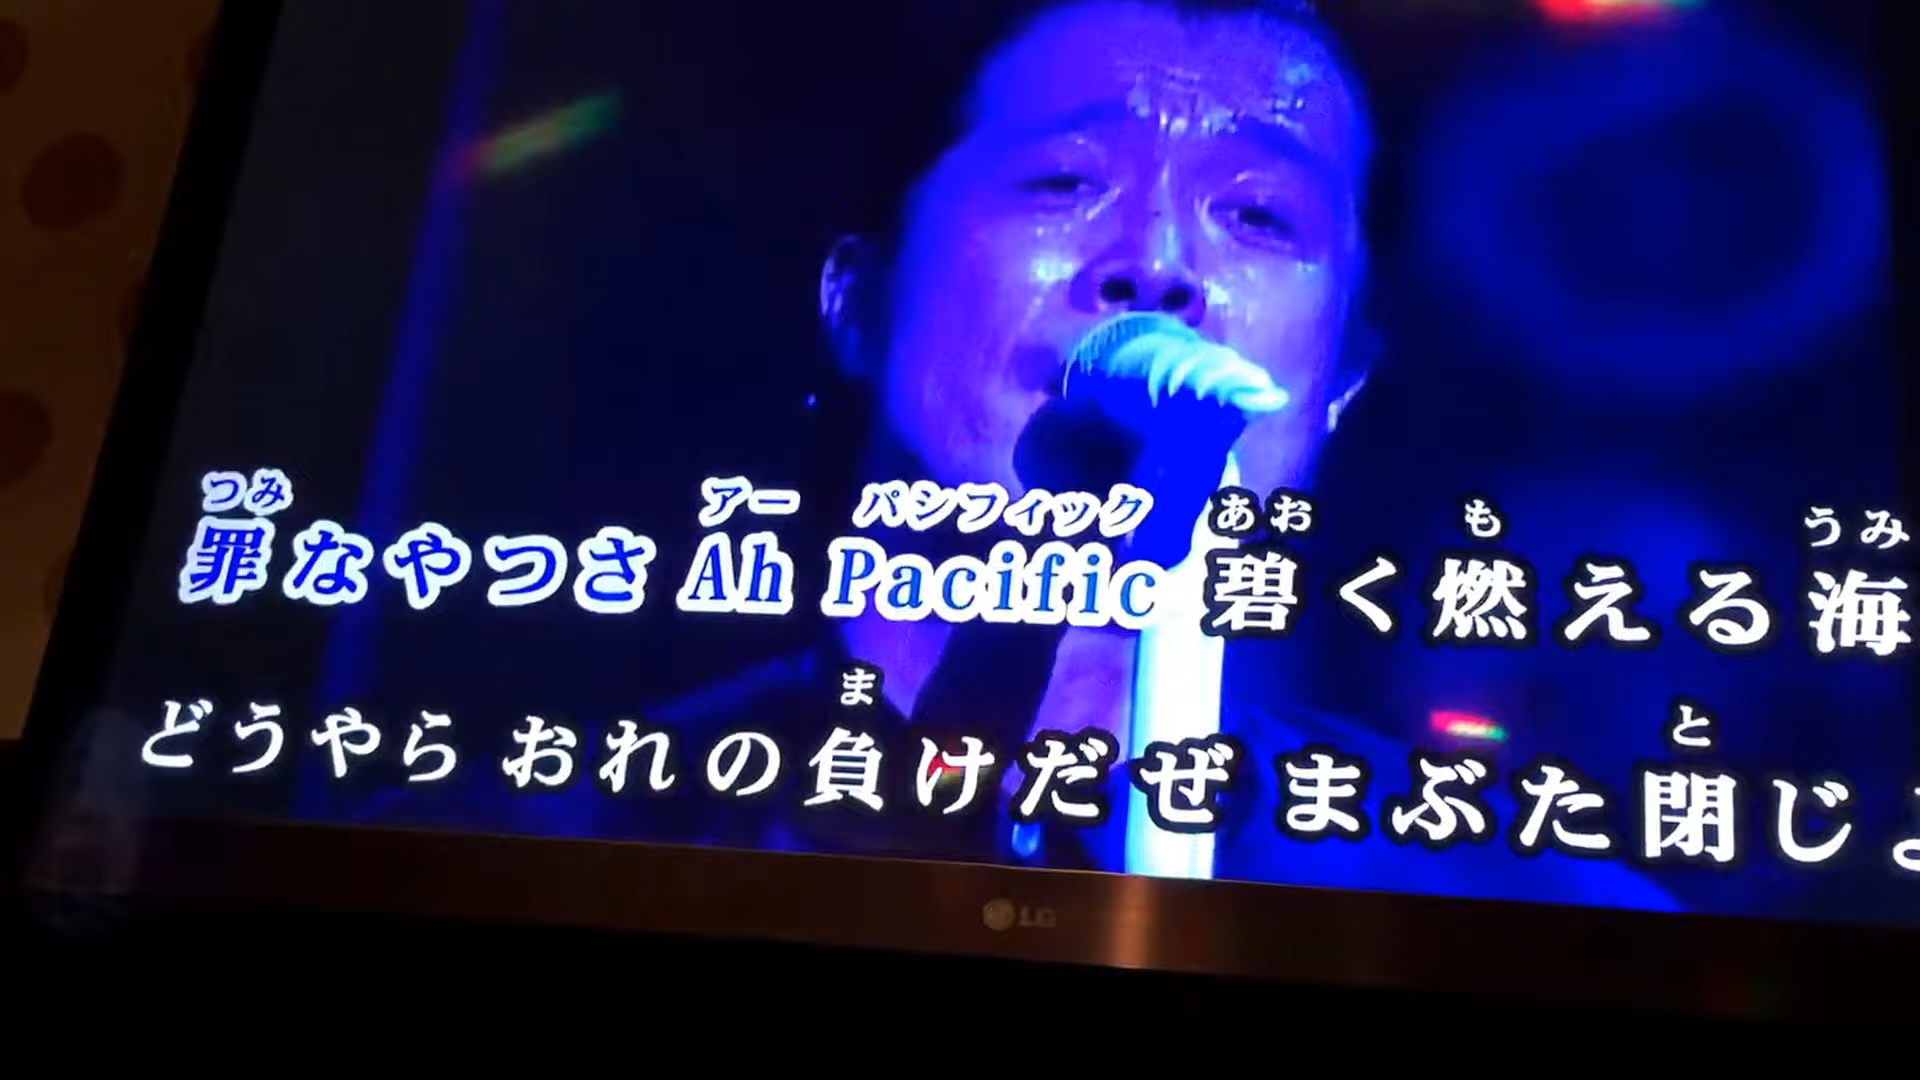 つみ アー パシフィック あお も うみ
罪なやつさ Ah Pacific 碧く燃える海
ま と
どうやら おれの負けだぜ まぶた閉じ
LG